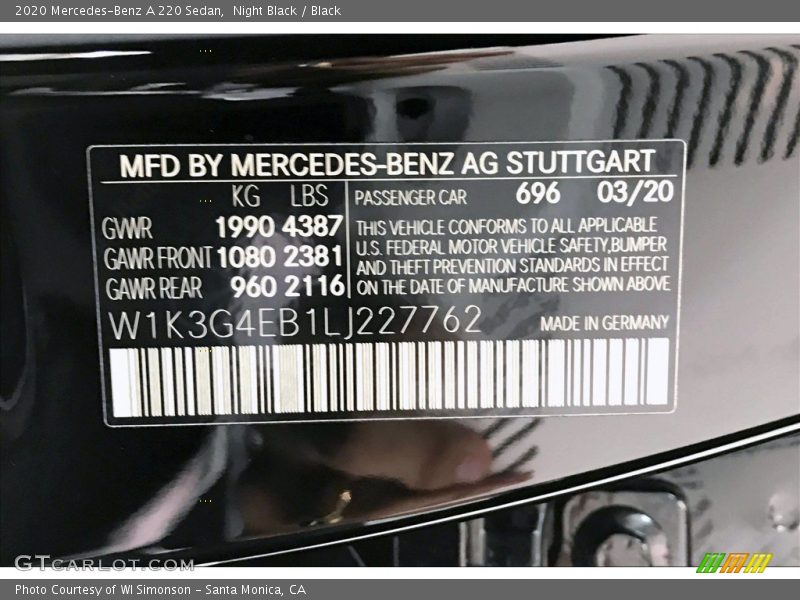 2020 Mercedes-Benz A 220 Sedan,  Night Black / Black
MFD BY MERCEDES-BENZ AG STUTTGART
KG LBS PASSENGER CAR 696 03/20
GVWR 1990 4387
GAWR FRONT 1080 2381
GAWR REAR 960 2116
THIS VEHICLE CONFORMS TO ALL APPLICABLE
U.S. FEDERAL MOTOR VEHICLE SAFETY,BUMPER
AND THEFT PREVENTION STANDARDS IN EFFECT
ON THE DATE OF MANUFACTURE SHOWN ABOVE
W1K3G4EB1LJ227762 MADE IN GERMANY
GTCARLOT.COM
Photo Courtesy of WI Simonson – Santa Monica, CA